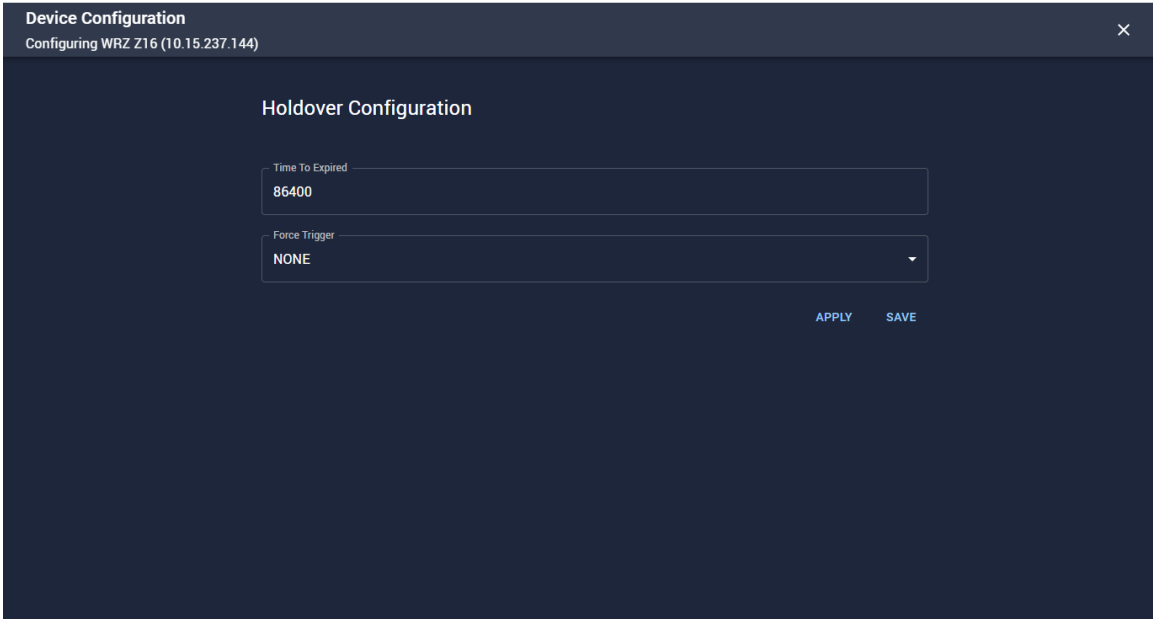 Device Configuration
Configuring WRZ Z16 (10.15.237.144)
Holdover Configuration
Time To Expired
86400
Force Trigger
NONE
APPLY SAVE